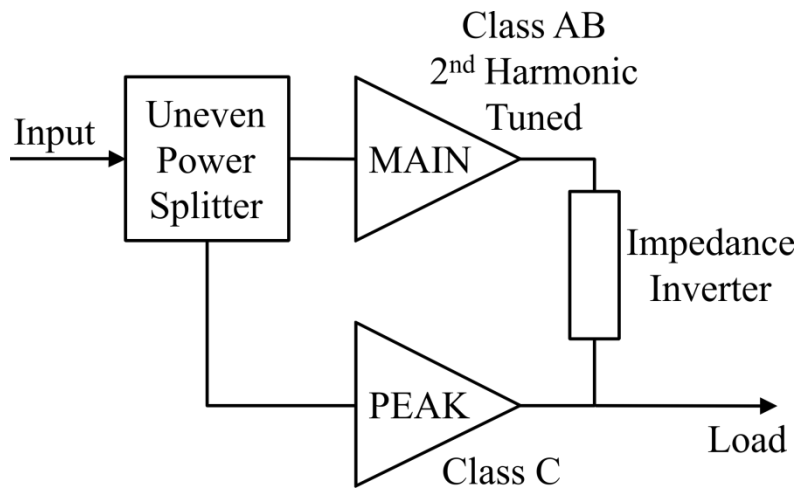 Class AB
2nd Harmonic
Tuned
Input
Uneven
Power
Splitter
MAIN
Impedance
Inverter
PEAK
Load
Class C